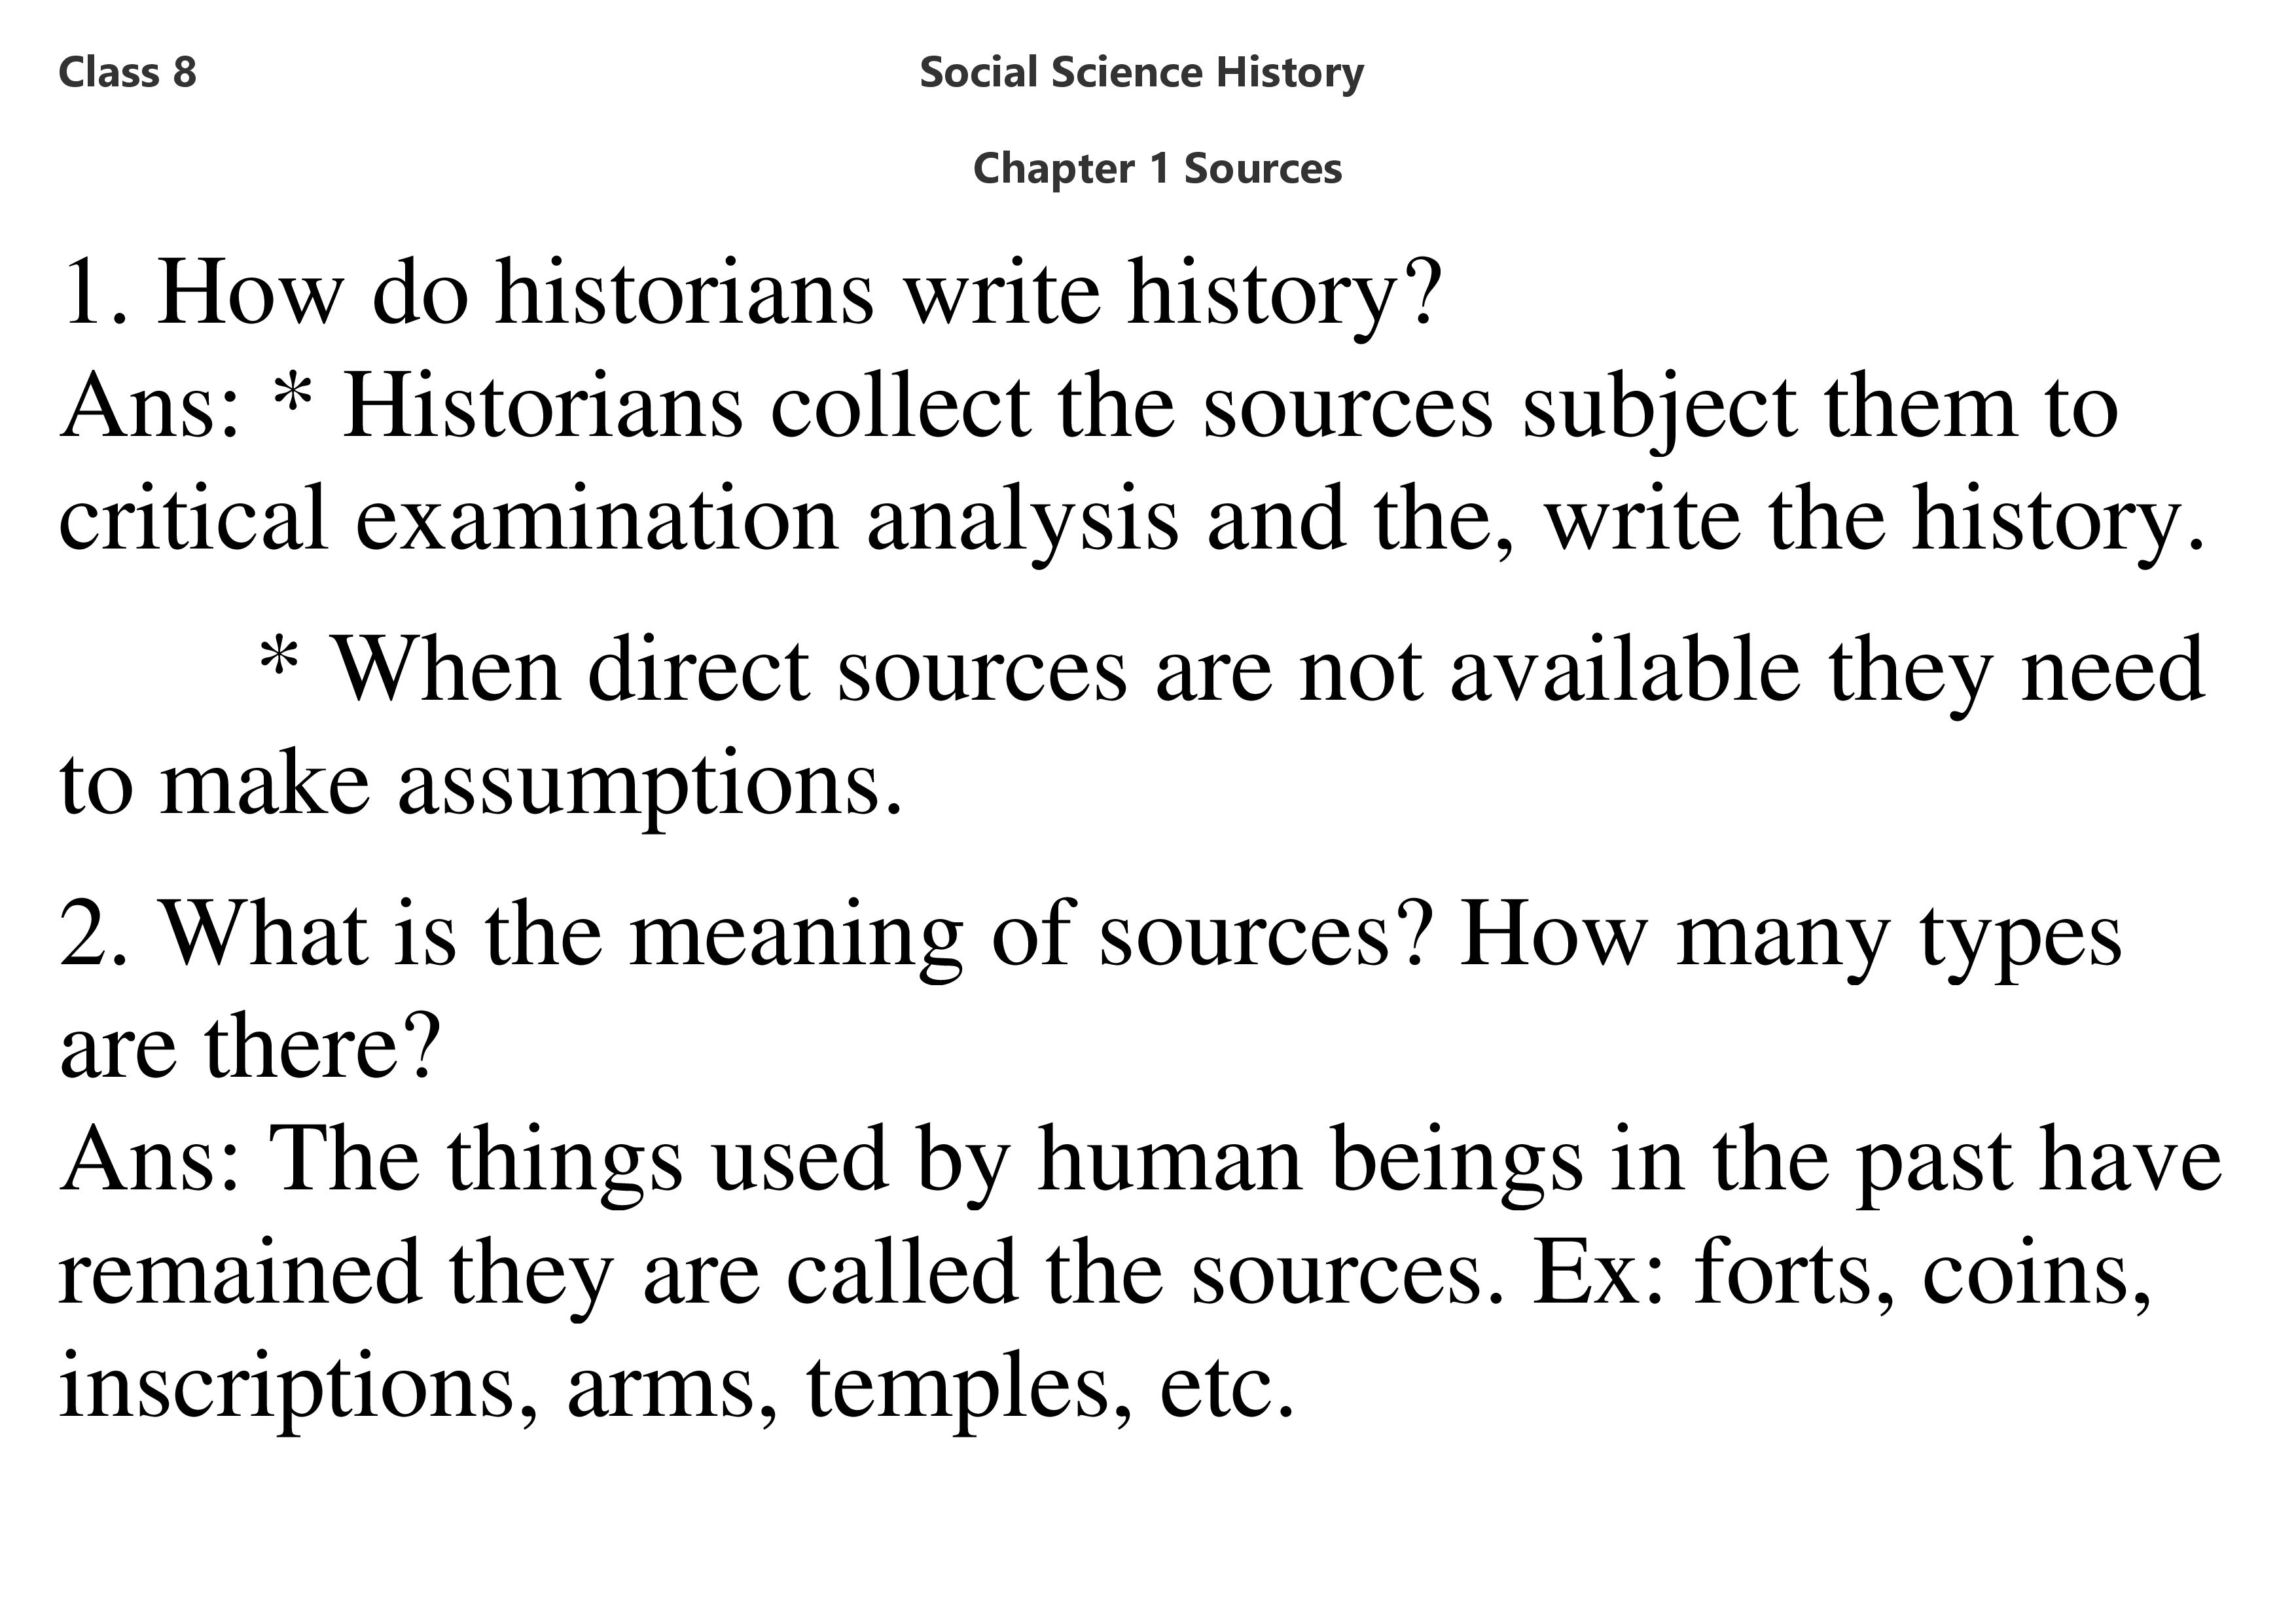 Class 8 Social Science History
Chapter 1 Sources
1. How do historians write history?
Ans: * Historians collect the sources subject them to
critical examination analysis and the, write the history.
* When direct sources are not available they need
to make assumptions.
2. What is the meaning of sources? How many types
are there?
Ans: The things used by human beings in the past have
remained they are called the sources. Ex: forts, coins,
inscriptions, arms, temples, etc.